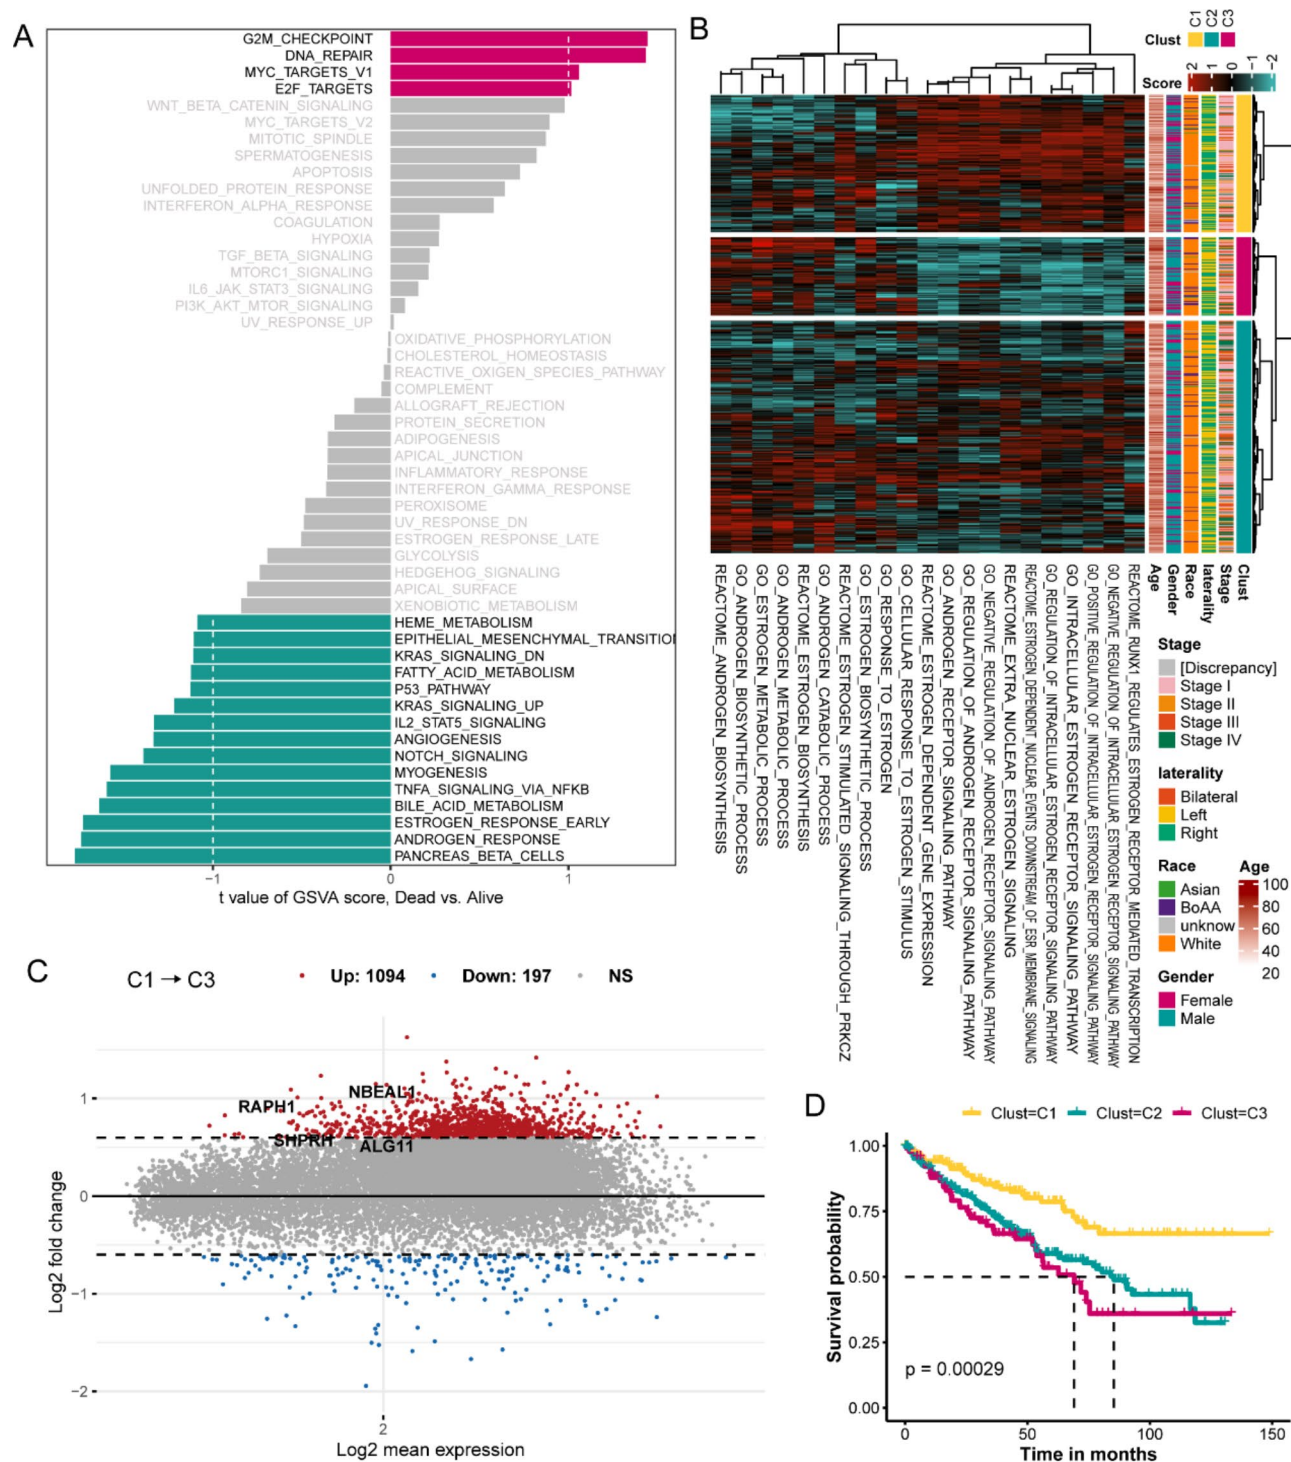 A
G2M_CHECKPOINT
DNA_REPAIR
MYC_TARGETS_V1
E2F_TARGETS
WNT_BETA_CATENIN_SIGNALING
MYC_TARGETS_V2
MITOTIC_SPINDLE
SPERMATOGENESIS
APOPTOSIS
UNFOLDED_PROTEIN_RESPONSE
INTERFERON_ALPHA_RESPONSE
COAGULATION
HYPOXIA
TGF_BETA_SIGNALING
MTORC1_SIGNALING
IL6_JAK_STAT3_SIGNALING
PI3K_AKT_MTOR_SIGNALING
UV_RESPONSE_UP
OXIDATIVE_PHOSPHORYLATION
CHOLESTEROL_HOMEOSTASIS
REACTIVE_OXIGEN_SPECIES_PATHWAY
COMPLEMENT
ALLOGRAFT_REJECTION
PROTEIN_SECRETION
ADIPOGENESIS
APICAL_JUNCTION
INFLAMMATORY_RESPONSE
INTERFERON_GAMMA_RESPONSE
PEROXISOME
UV_RESPONSE_DN
ESTROGEN_RESPONSE_LATE
GLYCOLYSIS
HEDGEHOG_SIGNALING
APICAL_SURFACE
XENOBIOTIC_METABOLISM
HEME_METABOLISM
EPITHELIAL_MESENCHYMAL_TRANSITIO
KRAS_SIGNALING_DN
FATTY_ACID_METABOLISM
P53_PATHWAY
KRAS_SIGNALING_UP
IL2_STAT5_SIGNALING
ANGIOGENESIS
NOTCH_SIGNALING
MYOGENESIS
TNFA_SIGNALING_VIA_NFKB
BILE_ACID_METABOLISM
ESTROGEN_RESPONSE_EARLY
ANDROGEN_RESPONSE
PANCREAS_BETA_CELLS
−1 0 1
t value of GSVA score, Dead vs. Alive
B
C1 C2 C3
Clust
Score
2 1 0 −1 −2
REACTOME_ANDROGEN_BIOSYNTHESIS
GO_ANDROGEN_BIOSYNTHETIC_PROCESS
GO_ESTROGEN_METABOLIC_PROCESS
GO_ANDROGEN_METABOLIC_PROCESS
REACTOME_ESTROGEN_BIOSYNTHESIS
GO_ANDROGEN_CATABOLIC_PROCESS
REACTOME_ESTROGEN_STIMULATED_SIGNALING_THROUGH_PRKCZ
GO_ESTROGEN_BIOSYNTHETIC_PROCESS
GO_RESPONSE_TO_ESTROGEN
GO_CELLULAR_RESPONSE_TO_ESTROGEN_STIMULUS
REACTOME_ESTROGEN_DEPENDENT_GENE_EXPRESSION
GO_ANDROGEN_RECEPTOR_SIGNALING_PATHWAY
GO_REGULATION_OF_ANDROGEN_RECEPTOR_SIGNALING_PATHWAY
GO_NEGATIVE_REGULATION_OF_ANDROGEN_RECEPTOR_SIGNALING_PATHWAY
REACTOME_EXTRA_NUCLEAR_ESTROGEN_SIGNALING
REACTOME_ESTROGEN_DEPENDENT_NUCLEAR_EVENTS_DOWNSTREAM_OF_ESR_MEMBRANE_SIGNALING
GO_REGULATION_OF_INTRACELLULAR_ESTROGEN_RECEPTOR_SIGNALING_PATHWAY
GO_INTRACELLULAR_ESTROGEN_RECEPTOR_SIGNALING_PATHWAY
GO_POSITIVE_REGULATION_OF_INTRACELLULAR_ESTROGEN_RECEPTOR_SIGNALING_PATHWAY
GO_NEGATIVE_REGULATION_OF_INTRACELLULAR_ESTROGEN_RECEPTOR_SIGNALING_PATHWAY
REACTOME_RUNX1_REGULATES_ESTROGEN_RECEPTOR_MEDIATED_TRANSCRIPTION
Age
Gender
Race
laterality
Stage
Clust
Stage
[Discrepancy]
Stage I
Stage II
Stage III
Stage IV
laterality
Bilateral
Left
Right
Race
Asian
BoAA
unknow
White
Age
100
80
60
40
20
Gender
Female
Male
C
C1 → C3
Up: 1094 Down: 197 NS
NBEAL1
RAPH1
SHPRH
ALG11
1
0
−1
−2
Log2 fold change
2
Log2 mean expression
D
Clust=C1 Clust=C2 Clust=C3
1.00
0.75
0.50
0.25
0.00
Survival probability
p = 0.00029
0 50 100 150
Time in months